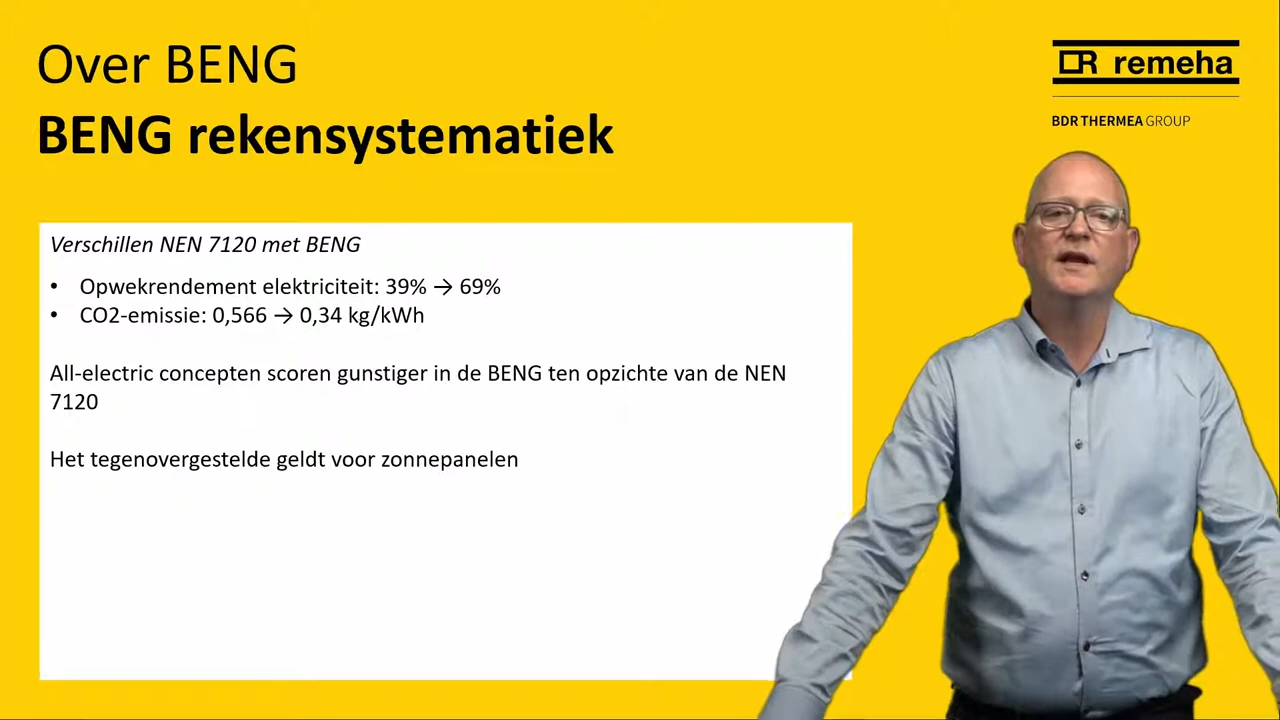 Over BENG
BENG rekensystematiek
remeha
BDR THERMEA GROUP
Verschillen NEN 7120 met BENG
• Opwekrendement elektriciteit: 39% → 69%
• CO2-emissie: 0,566 → 0,34 kg/kWh
All-electric concepten scoren gunstiger in de BENG ten opzichte van de NEN
7120
Het tegenovergestelde geldt voor zonnepanelen